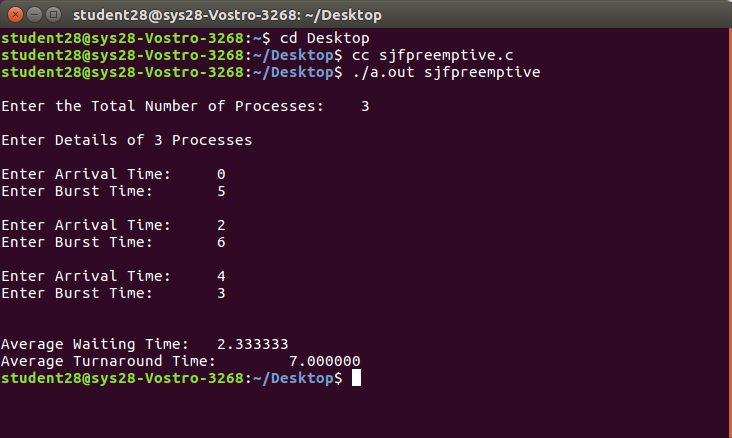 student28@sys28-Vostro-3268: ~/Desktop
student28@sys28-Vostro-3268:~$ cd Desktop
student28@sys28-Vostro-3268:~/Desktop$ cc sjfpreemptive.c
student28@sys28-Vostro-3268:~/Desktop$ ./a.out sjfpreemptive
Enter the Total Number of Processes:    3
Enter Details of 3 Processes
Enter Arrival Time:     0
Enter Burst Time:       5
Enter Arrival Time:     2
Enter Burst Time:       6
Enter Arrival Time:     4
Enter Burst Time:       3
Average Waiting Time:   2.333333
Average Turnaround Time:        7.000000
student28@sys28-Vostro-3268:~/Desktop$